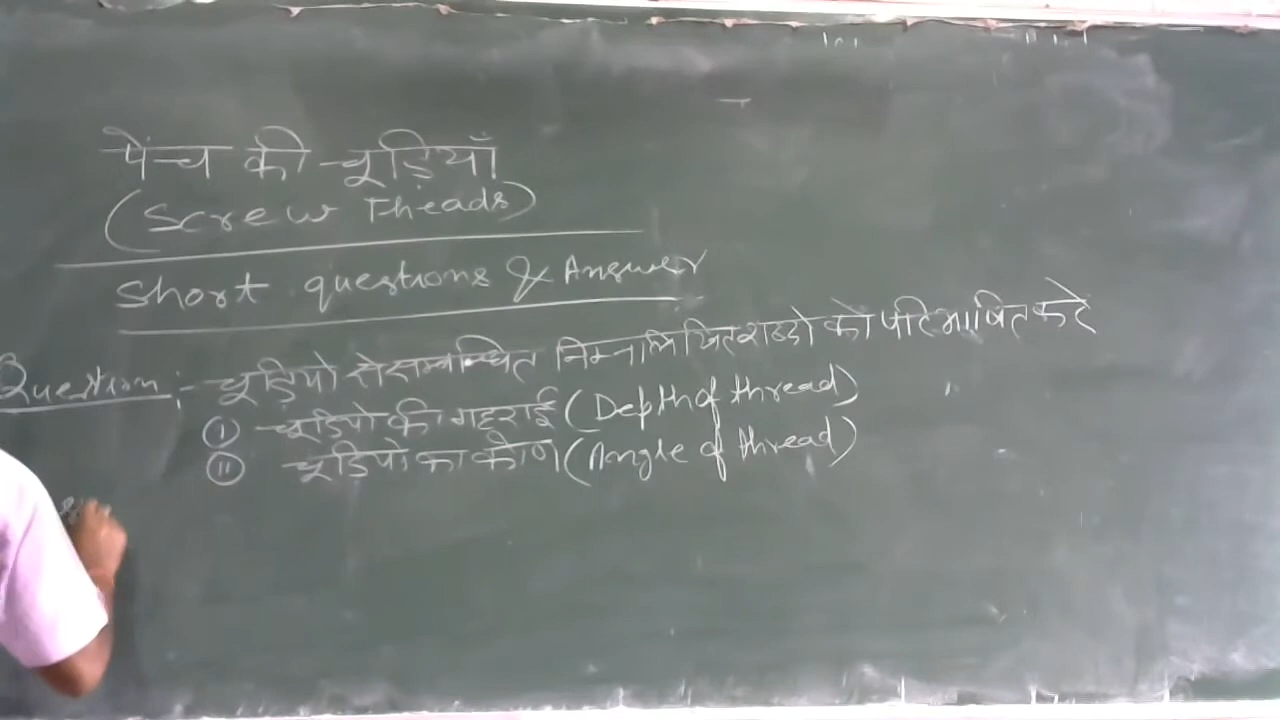 पेंच की चूड़ियाँ
(Screw Threads)
Short questions & Answer
Question :- चूड़ियो से सम्बन्धित निम्नलिखित शब्दो को परिभाषित करे
(I) चूडियो की गहराई (Depth of thread)
(II) चूडियो का कोण (Angle of thread)